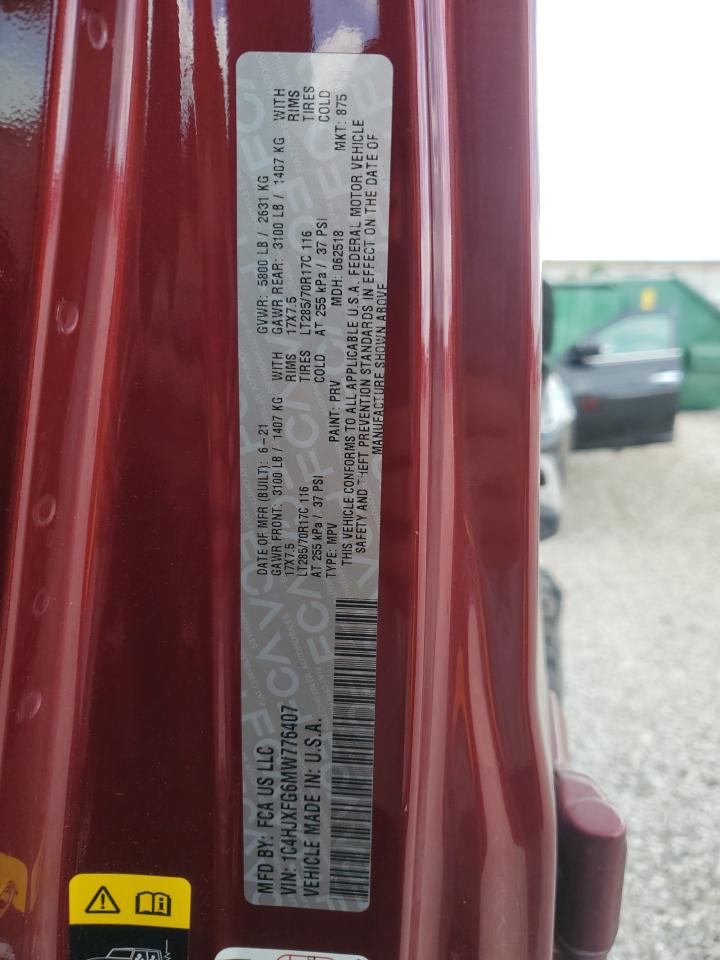 MFD BY: FCA US LLC
VIN: 1C4HJXFG6MW776407
VEHICLE MADE IN: U.S.A.
DATE OF MFR (BUILT): 6-21 GVWR: 5800 LB / 2631 KG
GAWR FRONT: 3100 LB / 1407 KG WITH GAWR REAR: 3100 LB / 1407 KG WITH
17X7.5 RIMS 17X7.5 RIMS
LT285/70R17C 116 TIRES LT285/70R17C 116 TIRES
AT 255 kPa / 37 PSI COLD AT 255 kPa / 37 PSI COLD
TYPE: MPV PAINT: PRV MDH: 062518 MKT: 875
THIS VEHICLE CONFORMS TO ALL APPLICABLE U.S.A. FEDERAL MOTOR VEHICLE
SAFETY AND THEFT PREVENTION STANDARDS IN EFFECT ON THE DATE OF
MANUFACTURE SHOWN ABOVE